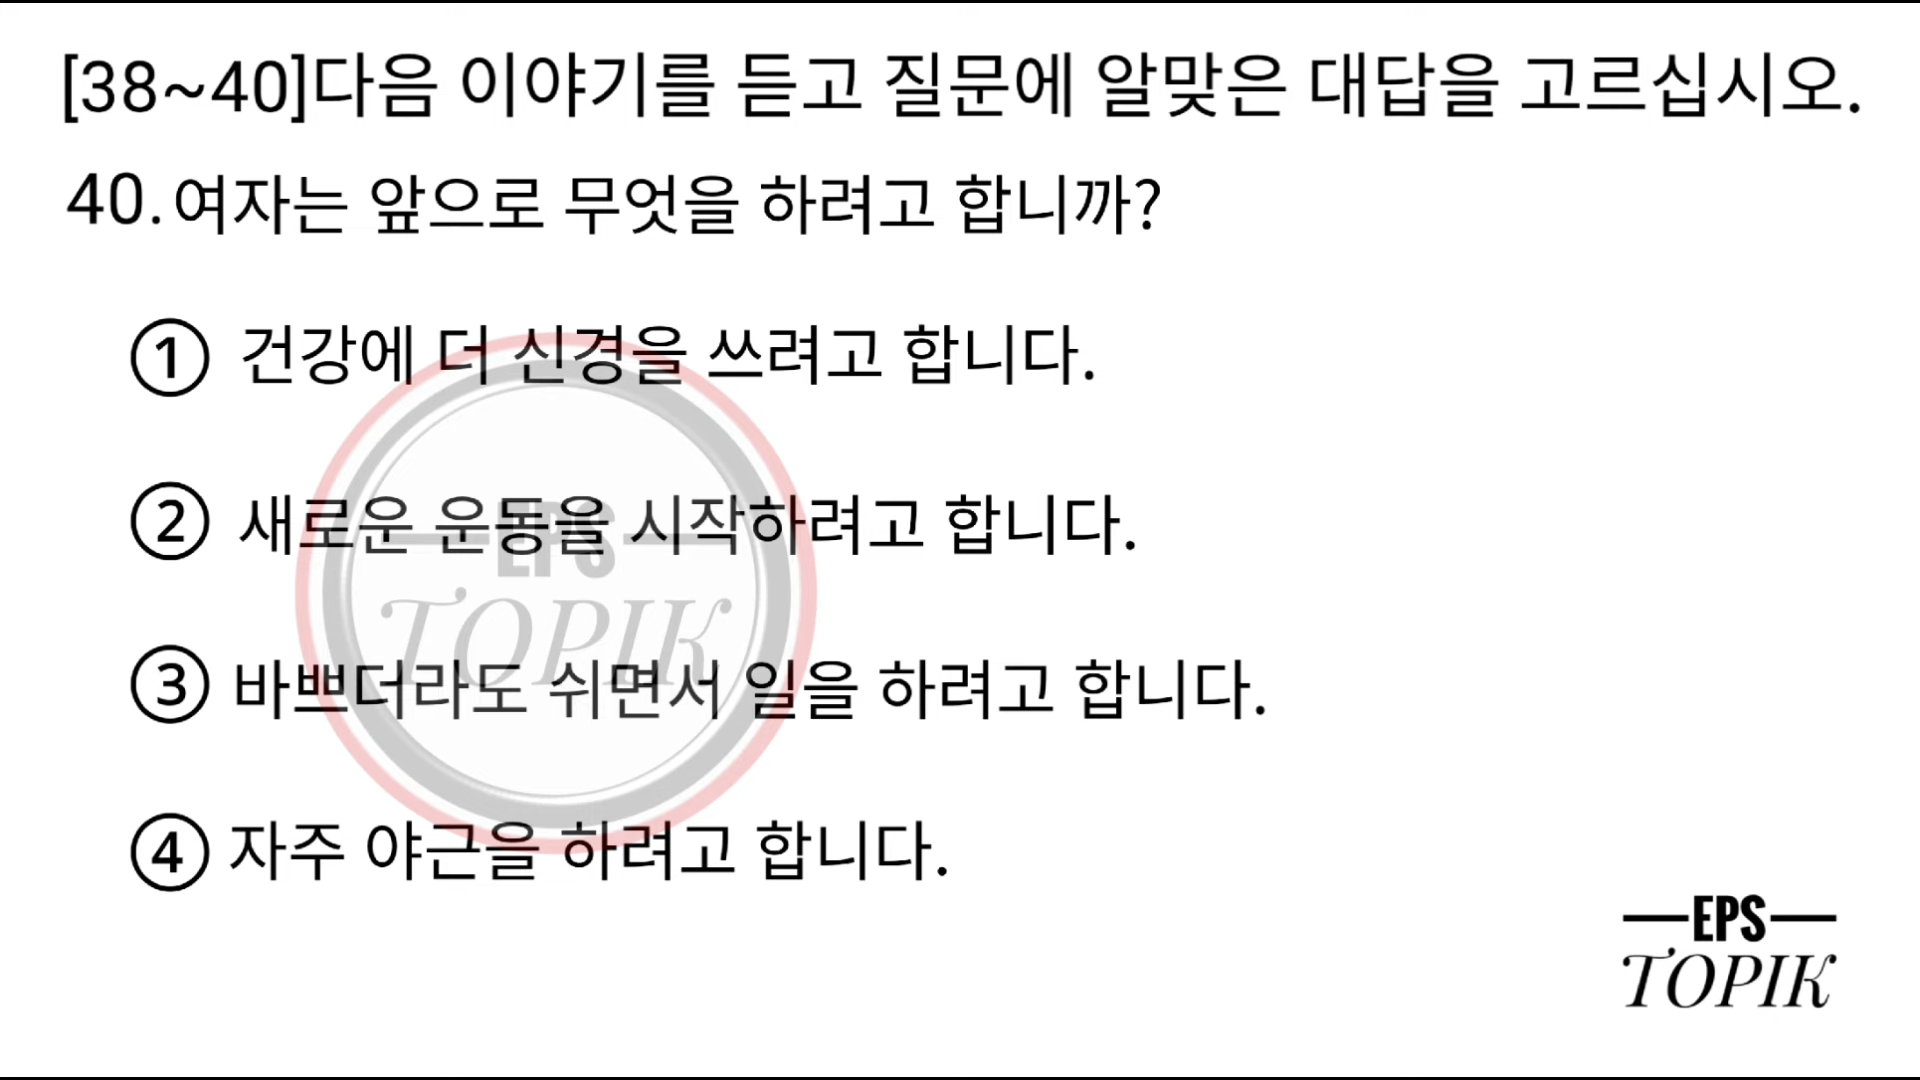 [38~40]다음 이야기를 듣고 질문에 알맞은 대답을 고르십시오.
40.여자는 앞으로 무엇을 하려고 합니까?
① 건강에 더 신경을 쓰려고 합니다.
② 새로운 운동을 시작하려고 합니다.
③ 바쁘더라도 쉬면서 일을 하려고 합니다.
④ 자주 야근을 하려고 합니다.
EPS
TOPIK
EPS
TOPIK